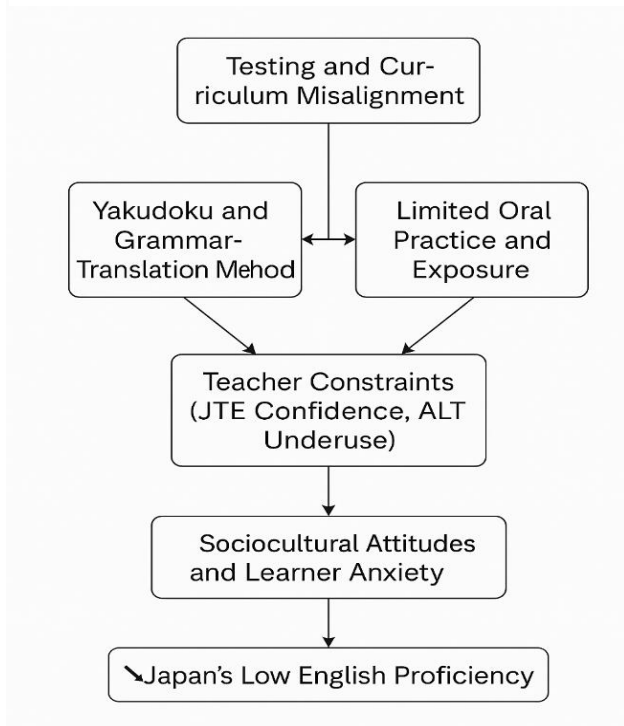 Testing and Cur-
riculum Misalignment
Yakudoku and
Grammar-
Translation Mehod
Limited Oral
Practice and
Exposure
Teacher Constraints
(JTE Confidence, ALT
Underuse)
Sociocultural Attitudes
and Learner Anxiety
Japan's Low English Proficiency